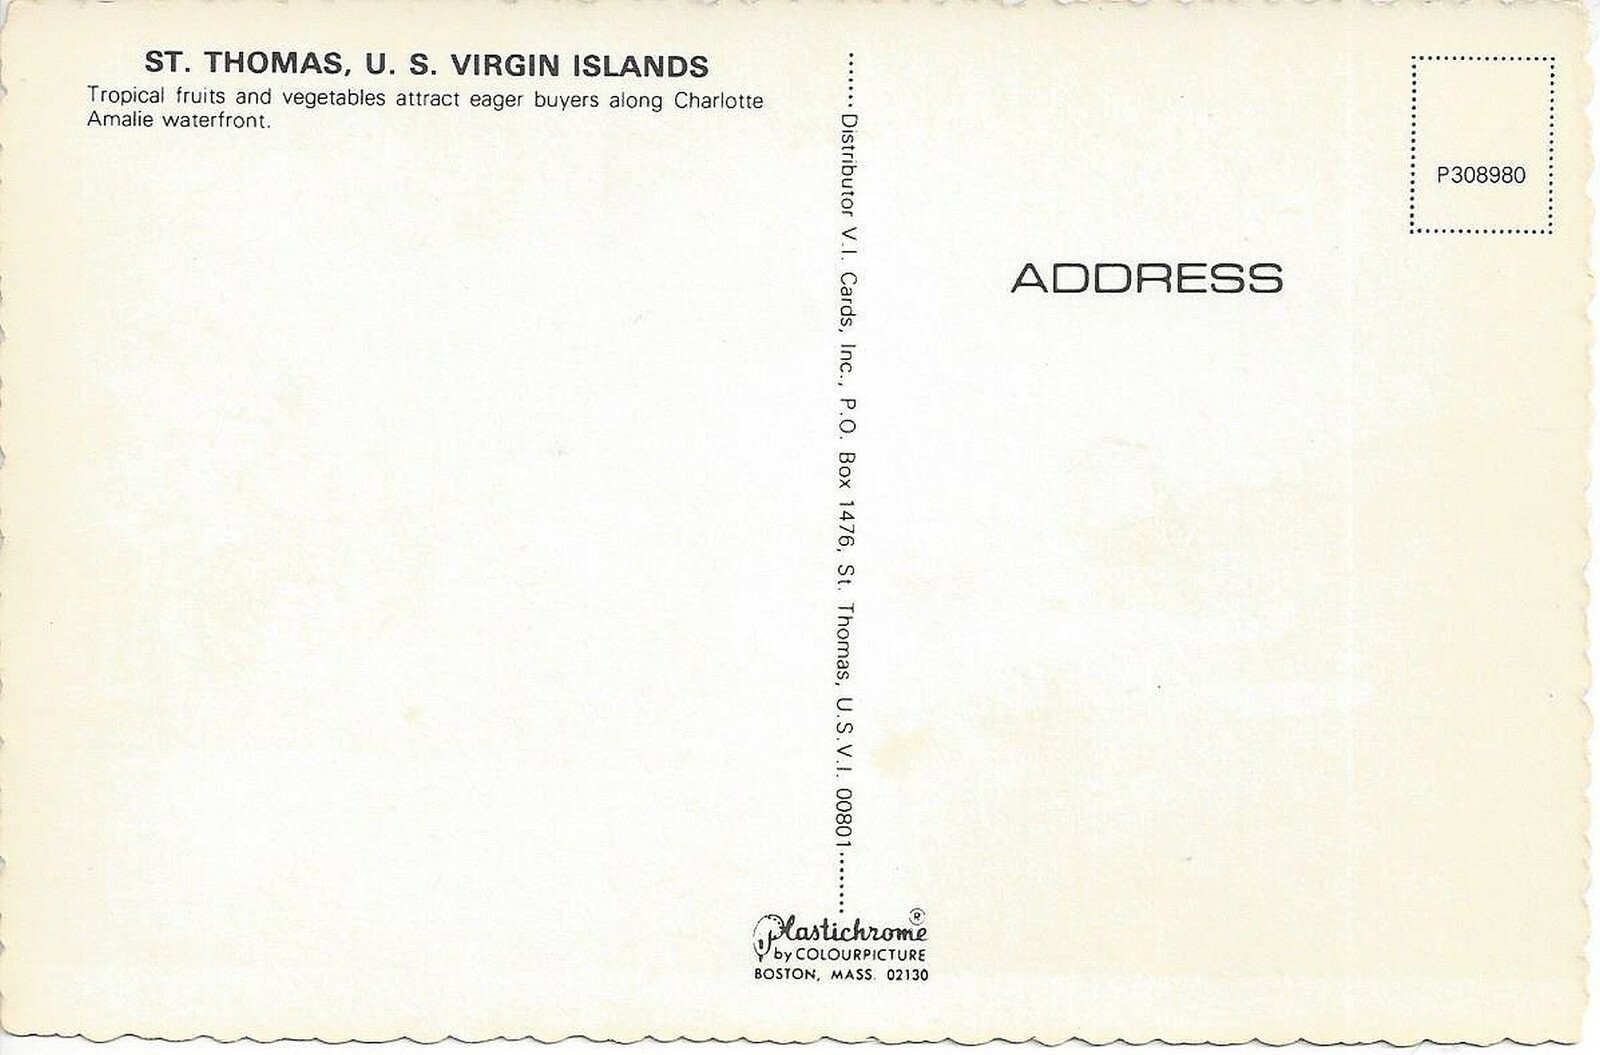 ST. THOMAS, U. S. VIRGIN ISLANDS
Tropical fruits and vegetables attract eager buyers along Charlotte
Amalie waterfront.
Distributor V.I. Cards, Inc., P.O. Box 1476, St. Thomas, U.S.V.I. 00801
P308980
ADDRESS
Plastichrome ®
by COLOURPICTURE
BOSTON, MASS. 02130